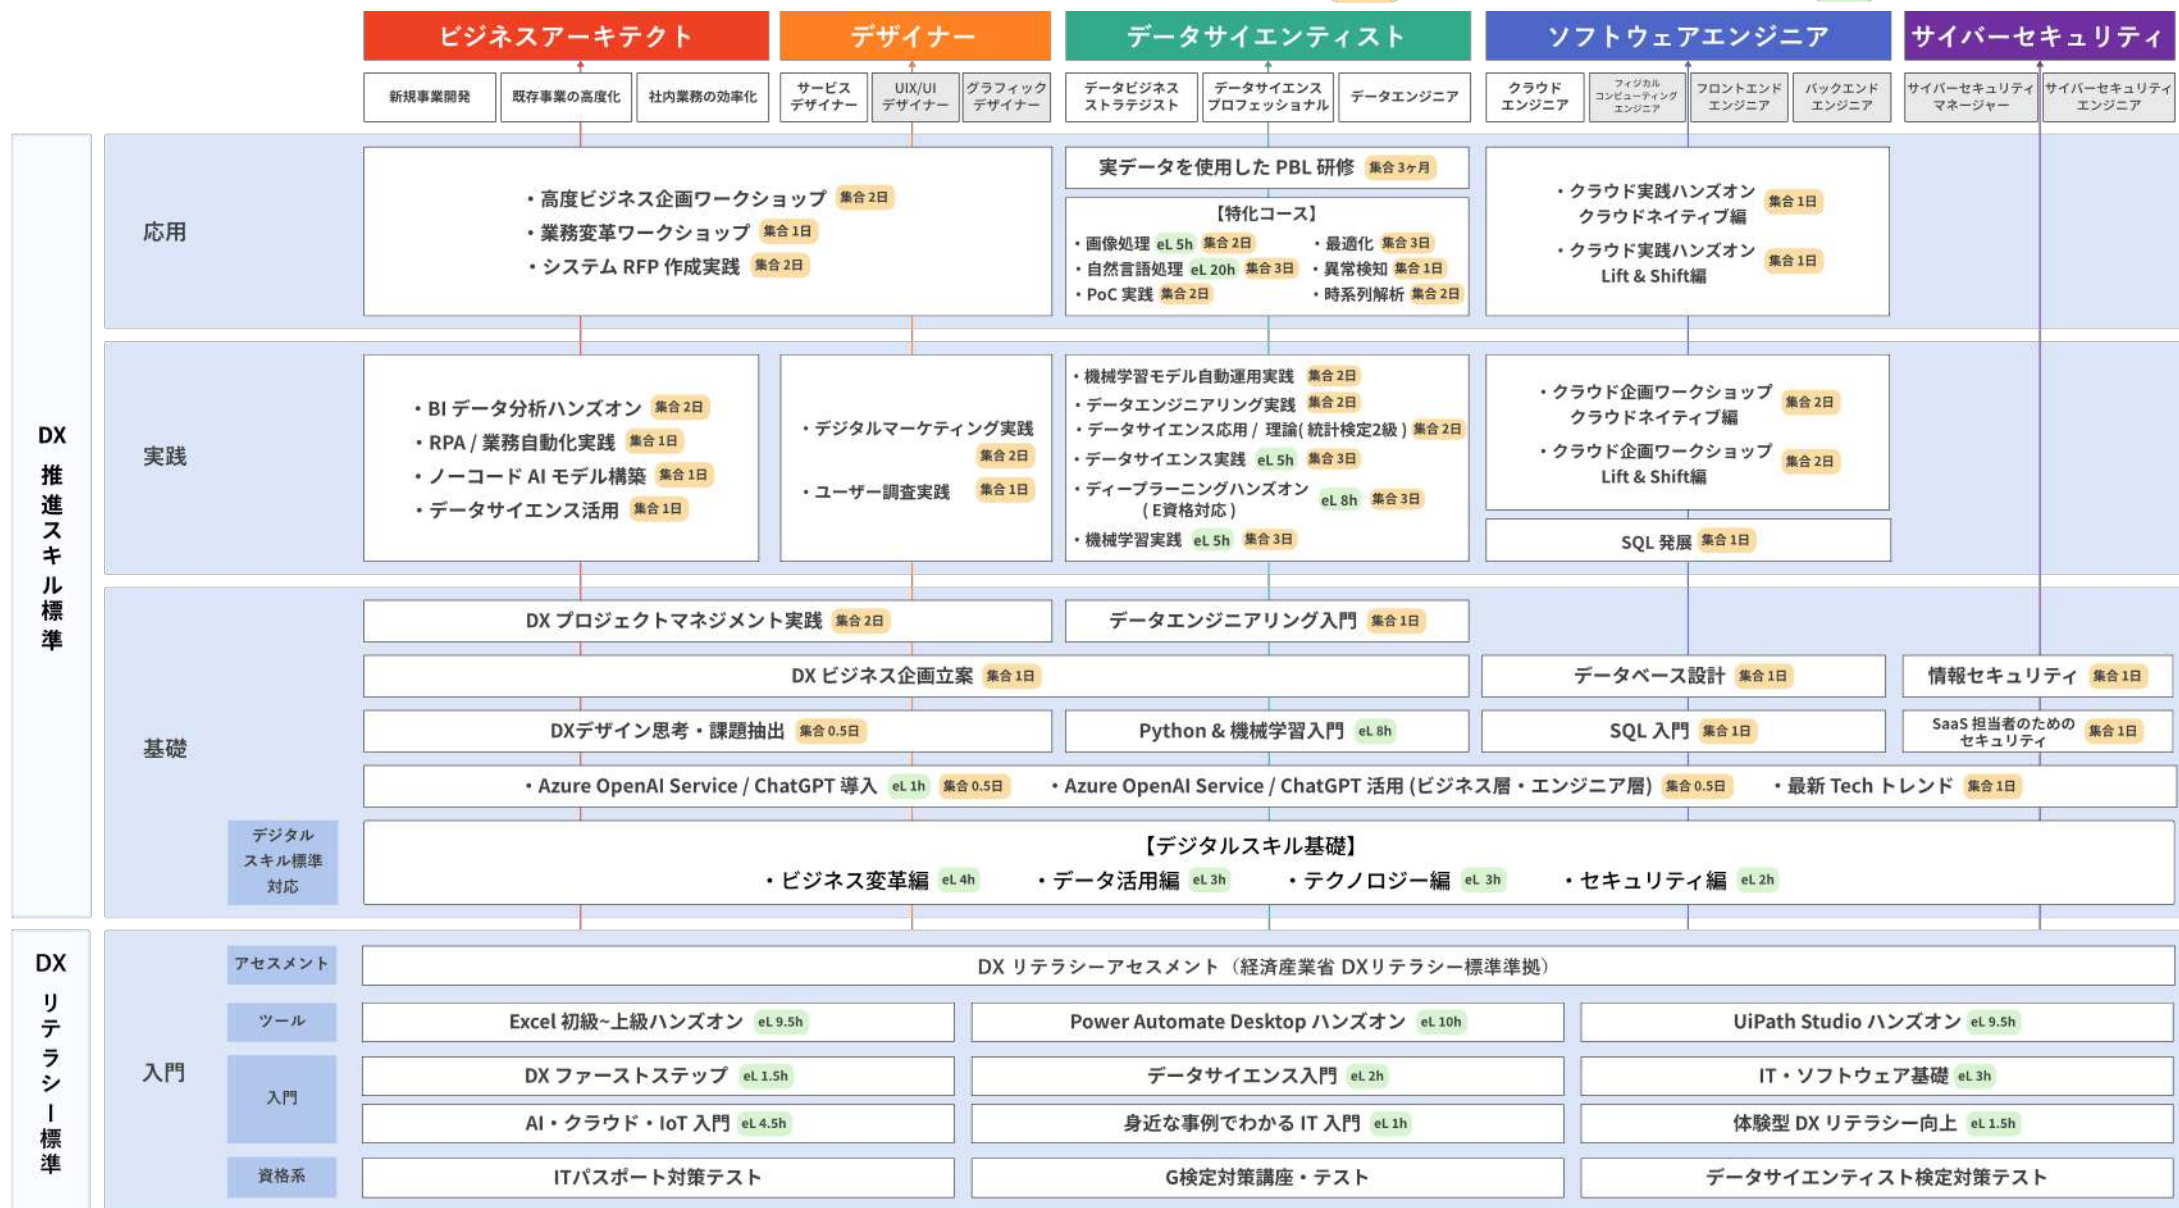 ビジネスアーキテクト
デザイナー
データサイエンティスト
ソフトウェアエンジニア
サイバーセキュリティ
新規事業開発
既存事業の高度化
社内業務の効率化
サービス
デザイナー
UIX/UI
デザイナー
グラフィック
デザイナー
データビジネス
ストラテジスト
データサイエンス
プロフェッショナル
データエンジニア
クラウド
エンジニア
フィジカル
コンピューティング
エンジニア
フロントエンド
エンジニア
バックエンド
エンジニア
サイバーセキュリティ
マネージャー
サイバーセキュリティ
エンジニア
DX推進スキル標準
応用
・高度ビジネス企画ワークショップ 集合2日
・業務変革ワークショップ 集合1日
・システム RFP 作成実践 集合2日
実データを使用した PBL 研修 集合3ヶ月
【特化コース】
・画像処理 eL 5h 集合2日 ・最適化 集合3日
・自然言語処理 eL 20h 集合3日 ・異常検知 集合1日
・PoC 実践 集合2日 ・時系列解析 集合2日
・クラウド実践ハンズオン
クラウドネイティブ編 集合1日
・クラウド実践ハンズオン
Lift & Shift編 集合1日
実践
・BI データ分析ハンズオン 集合2日
・RPA / 業務自動化実践 集合1日
・ノーコード AI モデル構築 集合1日
・データサイエンス活用 集合1日
・デジタルマーケティング実践
集合2日
・ユーザー調査実践 集合1日
・機械学習モデル自動運用実践 集合2日
・データエンジニアリング実践 集合2日
・データサイエンス応用 / 理論( 統計検定2級 ) 集合2日
・データサイエンス実践 eL 5h 集合3日
・ディープラーニングハンズオン
( E資格対応 ) eL 8h 集合3日
・機械学習実践 eL 5h 集合3日
・クラウド企画ワークショップ
クラウドネイティブ編 集合2日
・クラウド企画ワークショップ
Lift & Shift編 集合2日
SQL 発展 集合1日
基礎
DX プロジェクトマネジメント実践 集合2日
データエンジニアリング入門 集合1日
DX ビジネス企画立案 集合1日
データベース設計 集合1日
情報セキュリティ 集合1日
DXデザイン思考・課題抽出 集合0.5日
Python & 機械学習入門 eL 8h
SQL 入門 集合1日
SaaS 担当者のための
セキュリティ 集合1日
・Azure OpenAI Service / ChatGPT 導入 eL 1h 集合0.5日 ・Azure OpenAI Service / ChatGPT 活用 (ビジネス層・エンジニア層) 集合0.5日 ・最新 Tech トレンド 集合1日
デジタル
スキル標準
対応
【デジタルスキル基礎】
・ビジネス変革編 eL 4h ・データ活用編 eL 3h ・テクノロジー編 eL 3h ・セキュリティ編 eL 2h
DXリテラシー標準
入門
アセスメント
DX リテラシーアセスメント（経済産業省 DXリテラシー標準準拠）
ツール
Excel 初級~上級ハンズオン eL 9.5h
Power Automate Desktop ハンズオン eL 10h
UiPath Studio ハンズオン eL 9.5h
入門
DX ファーストステップ eL 1.5h
データサイエンス入門 eL 2h
IT・ソフトウェア基礎 eL 3h
AI・クラウド・IoT 入門 eL 4.5h
身近な事例でわかる IT 入門 eL 1h
体験型 DX リテラシー向上 eL 1.5h
資格系
ITパスポート対策テスト
G検定対策講座・テスト
データサイエンティスト検定対策テスト